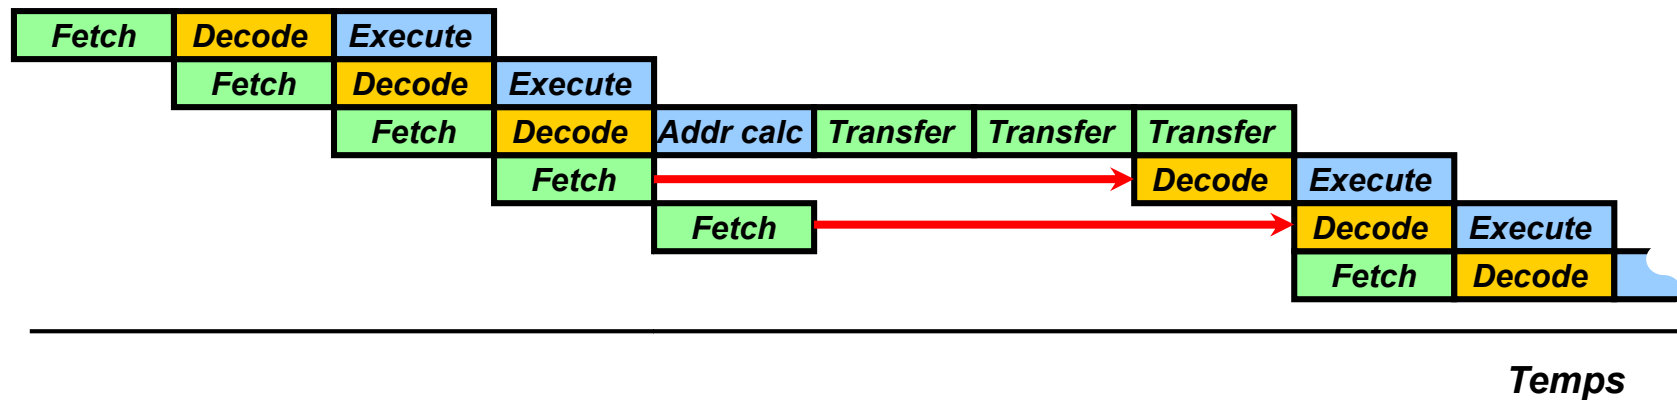 Fetch Decode Execute
Fetch Decode Execute
Fetch Decode Addr calc Transfer Transfer Transfer
Fetch Decode Execute
Fetch Decode Execute
Fetch Decode
Temps